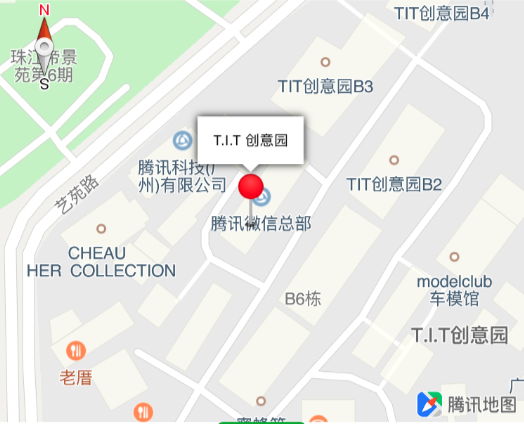 N
TIT创意园B4
珠江帝景
苑第6期
S
TIT创意园B3
T.I.T 创意园
腾讯科技(广
州)有限公司
TIT创意园B2
艺苑路
腾讯微信总部
CHEAU
HER COLLECTION
modelclub
车模馆
B6栋
T.I.T创意园
老厝
广
腾讯地图